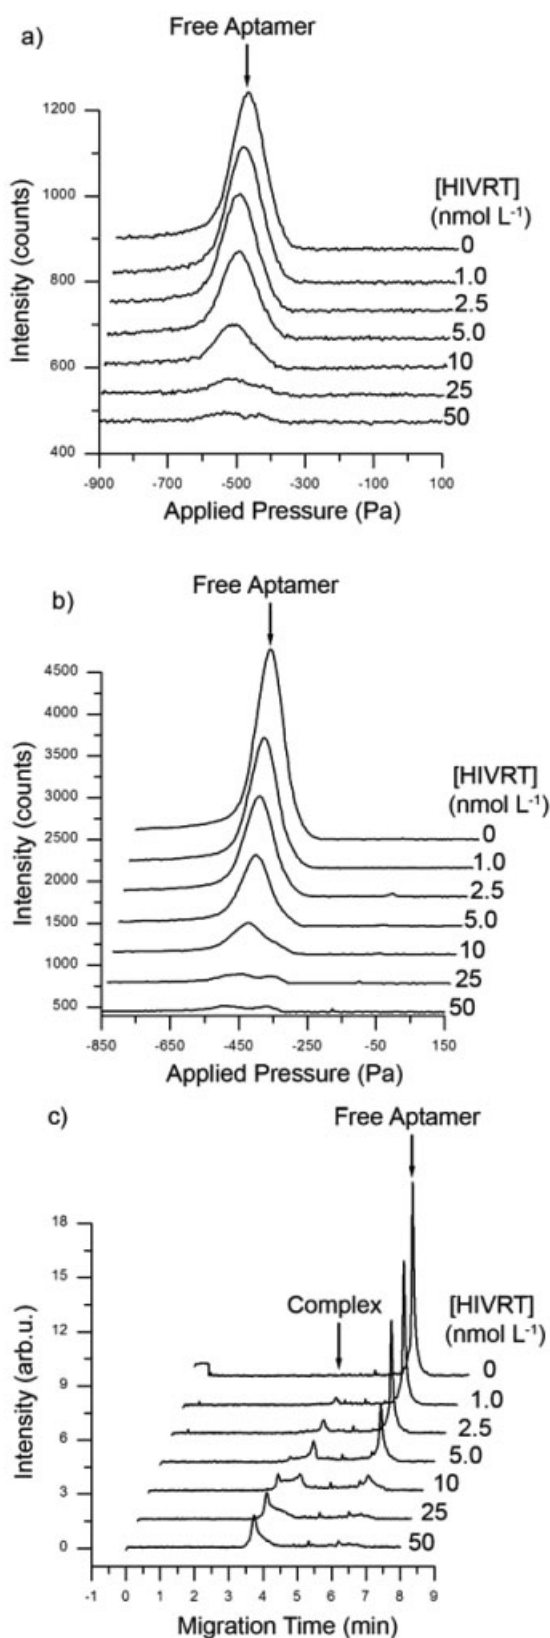 a)
Free Aptamer
Intensity (counts)
1200
1000
800
600
400
[HIVRT]
(nmol L-1)
0
1.0
2.5
5.0
10
25
50
-900 -700 -500 -300 -100 100
Applied Pressure (Pa)
b)
Free Aptamer
Intensity (counts)
4500
4000
3500
3000
2500
2000
1500
1000
500
[HIVRT]
(nmol L-1)
0
1.0
2.5
5.0
10
25
50
-850 -650 -450 -250 -50 150
Applied Pressure (Pa)
c)
Free Aptamer
Complex
Intensity (arb.u.)
18
15
12
9
6
3
0
[HIVRT]
(nmol L-1)
0
1.0
2.5
5.0
10
25
50
-1 0 1 2 3 4 5 6 7 8 9
Migration Time (min)